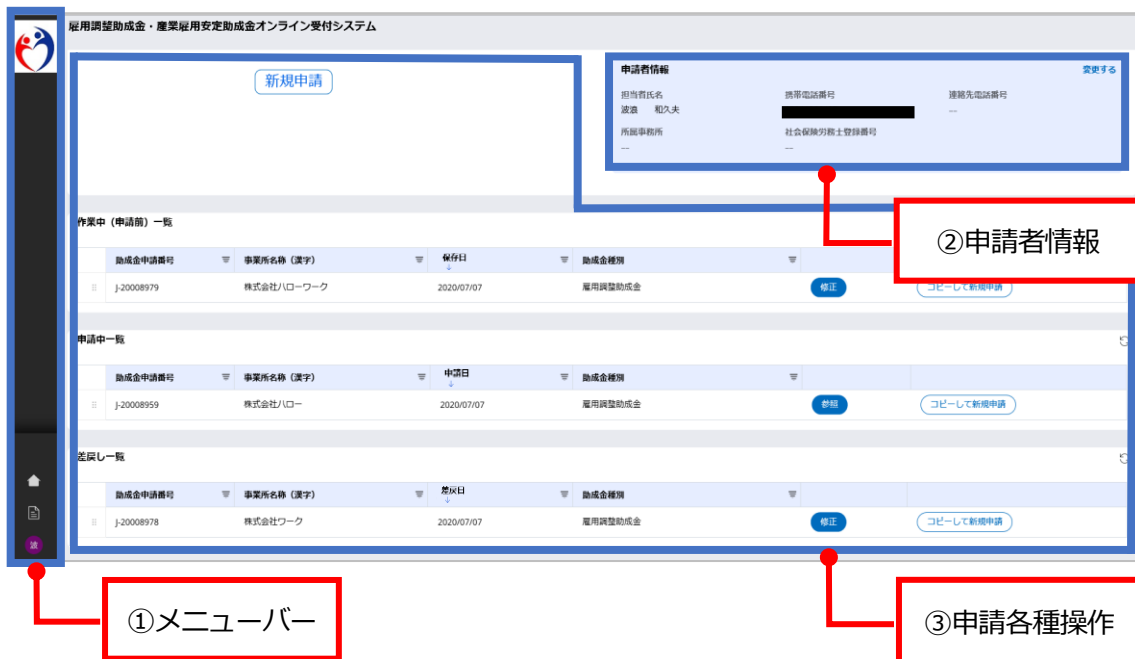 雇用調整助成金・産業雇用安定助成金オンライン受付システム
新規申請
申請者情報
変更する
担当者氏名
携帯電話番号
連絡先電話番号
波浪 和久夫
--
所属事務所
社会保険労務士登録番号
--
--
②申請者情報
作業中（申請前）一覧
助成金申請番号 事業所名称（漢字） 保存日 助成金種別
J-20008979 株式会社ハローワーク 2020/07/07 雇用調整助成金 修正 コピーして新規申請
申請中一覧
助成金申請番号 事業所名称（漢字） 申請日 助成金種別
J-20008959 株式会社ハロー 2020/07/07 雇用調整助成金 参照 コピーして新規申請
差戻し一覧
助成金申請番号 事業所名称（漢字） 差戻日 助成金種別
J-20008978 株式会社ワーク 2020/07/07 雇用調整助成金 修正 コピーして新規申請
波
①メニューバー
③申請各種操作